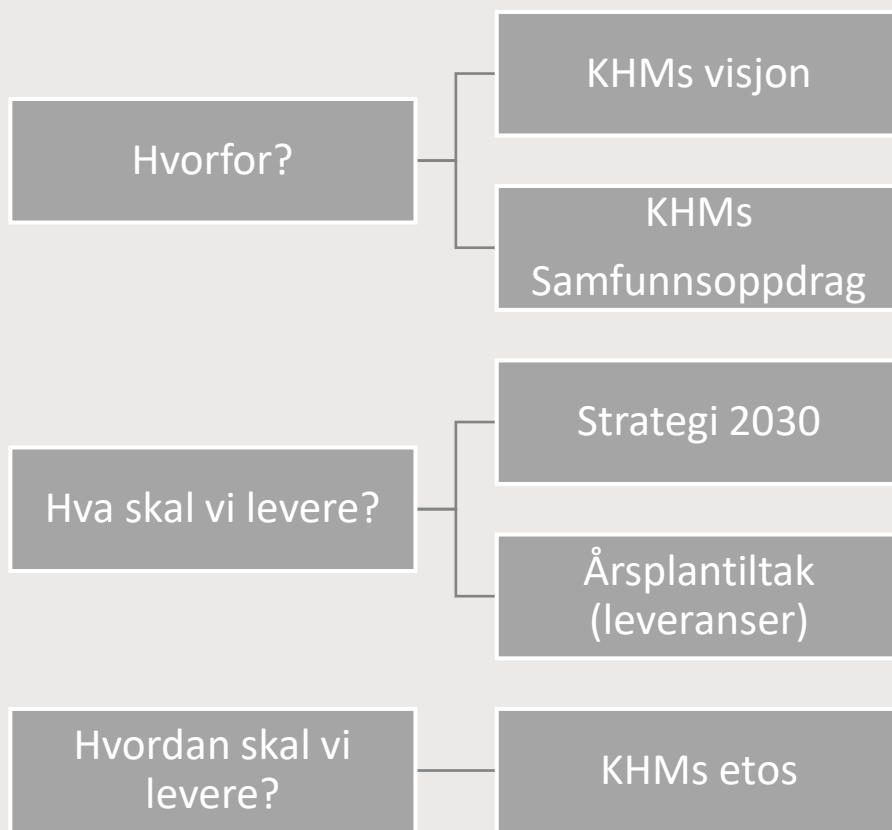 Hvorfor?
KHMs visjon
KHMs
Samfunnsoppdrag
Hva skal vi levere?
Strategi 2030
Årsplantiltak
(leveranser)
Hvordan skal vi
levere?
KHMs etos